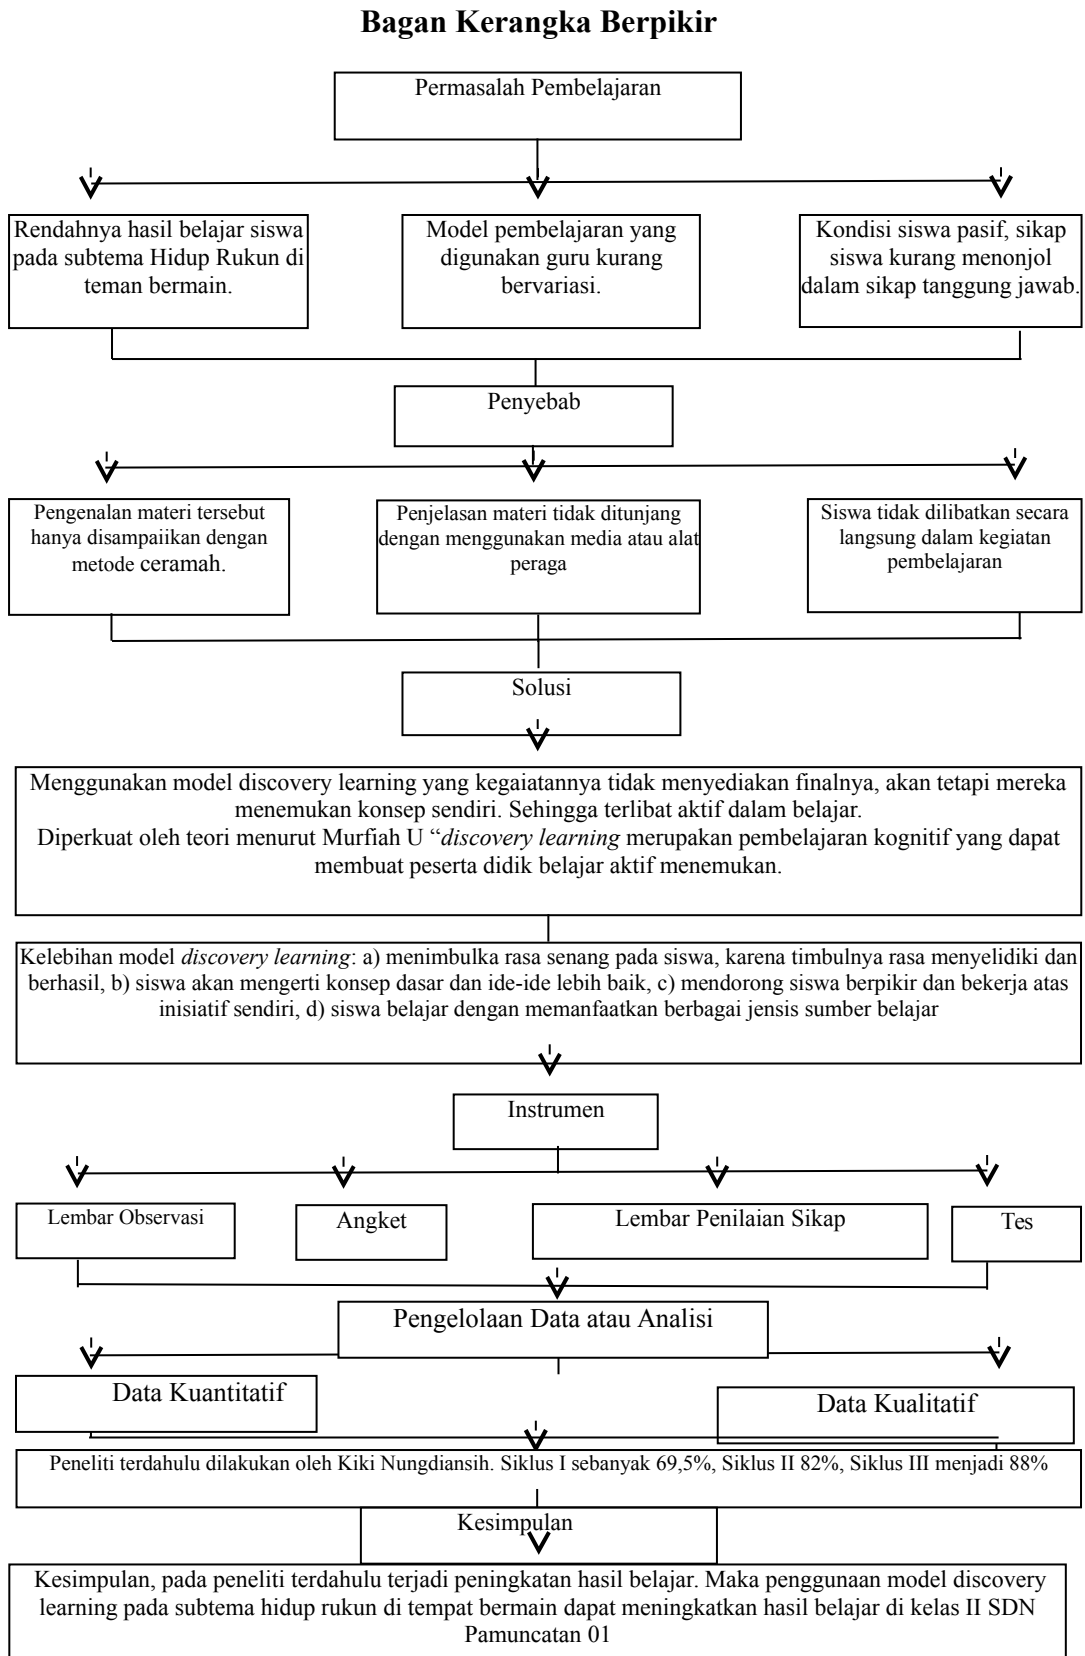 Bagan Kerangka Berpikir
Permasalah Pembelajaran
Rendahnya hasil belajar siswa
pada subtema Hidup Rukun di
teman bermain.
Model pembelajaran yang
digunakan guru kurang
bervariasi.
Kondisi siswa pasif, sikap
siswa kurang menonjol
dalam sikap tanggung jawab.
Penyebab
Pengenalan materi tersebut
hanya disampaiikan dengan
metode ceramah.
Penjelasan materi tidak ditunjang
dengan menggunakan media atau alat
peraga
Siswa tidak dilibatkan secara
langsung dalam kegiatan
pembelajaran
Solusi
Menggunakan model discovery learning yang kegaiatannya tidak menyediakan finalnya, akan tetapi mereka
menemukan konsep sendiri. Sehingga terlibat aktif dalam belajar.
Diperkuat oleh teori menurut Murfiah U “discovery learning merupakan pembelajaran kognitif yang dapat
membuat peserta didik belajar aktif menemukan.
Kelebihan model discovery learning: a) menimbulka rasa senang pada siswa, karena timbulnya rasa menyelidiki dan
berhasil, b) siswa akan mengerti konsep dasar dan ide-ide lebih baik, c) mendorong siswa berpikir dan bekerja atas
inisiatif sendiri, d) siswa belajar dengan memanfaatkan berbagai jensis sumber belajar
Instrumen
Lembar Observasi
Angket
Lembar Penilaian Sikap
Tes
Pengelolaan Data atau Analisi
Data Kuantitatif
Data Kualitatif
Peneliti terdahulu dilakukan oleh Kiki Nungdiansih. Siklus I sebanyak 69,5%, Siklus II 82%, Siklus III menjadi 88%
Kesimpulan
Kesimpulan, pada peneliti terdahulu terjadi peningkatan hasil belajar. Maka penggunaan model discovery
learning pada subtema hidup rukun di tempat bermain dapat meningkatkan hasil belajar di kelas II SDN
Pamuncatan 01